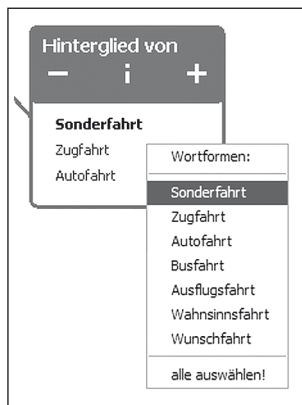 Hinterglied von
− i +
Sonderfahrt
Zugfahrt
Autofahrt
Wortformen:
Sonderfahrt
Zugfahrt
Autofahrt
Busfahrt
Ausflugsfahrt
Wahnsinnsfahrt
Wunschfahrt
alle auswählen!